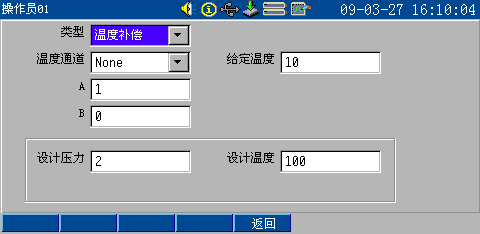 操作员01 09-03-27 16:10:04
类型 温度补偿
温度通道 None 给定温度 10
A 1
B 0
设计压力 2 设计温度 100
返回